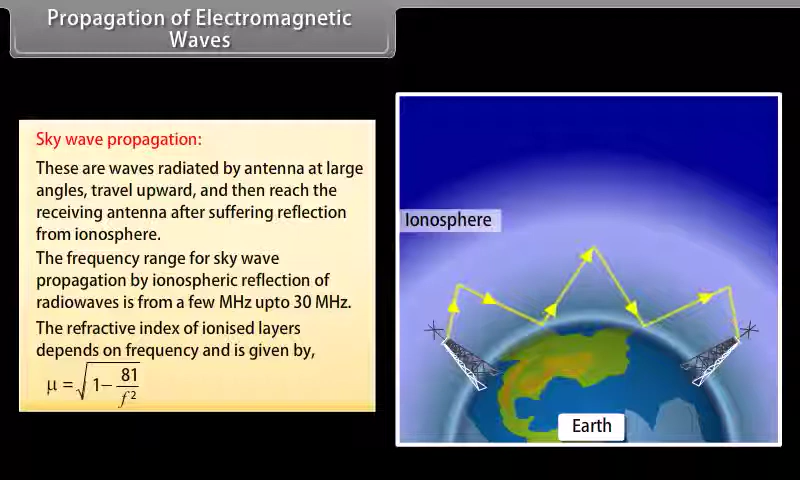 Propagation of Electromagnetic
Waves
Sky wave propagation:
These are waves radiated by antenna at large
angles, travel upward, and then reach the
receiving antenna after suffering reflection
from ionosphere.
The frequency range for sky wave
propagation by ionospheric reflection of
radiowaves is from a few MHz upto 30 MHz.
The refractive index of ionised layers
depends on frequency and is given by,
μ = √(1 − 81/f²)
Ionosphere
Earth